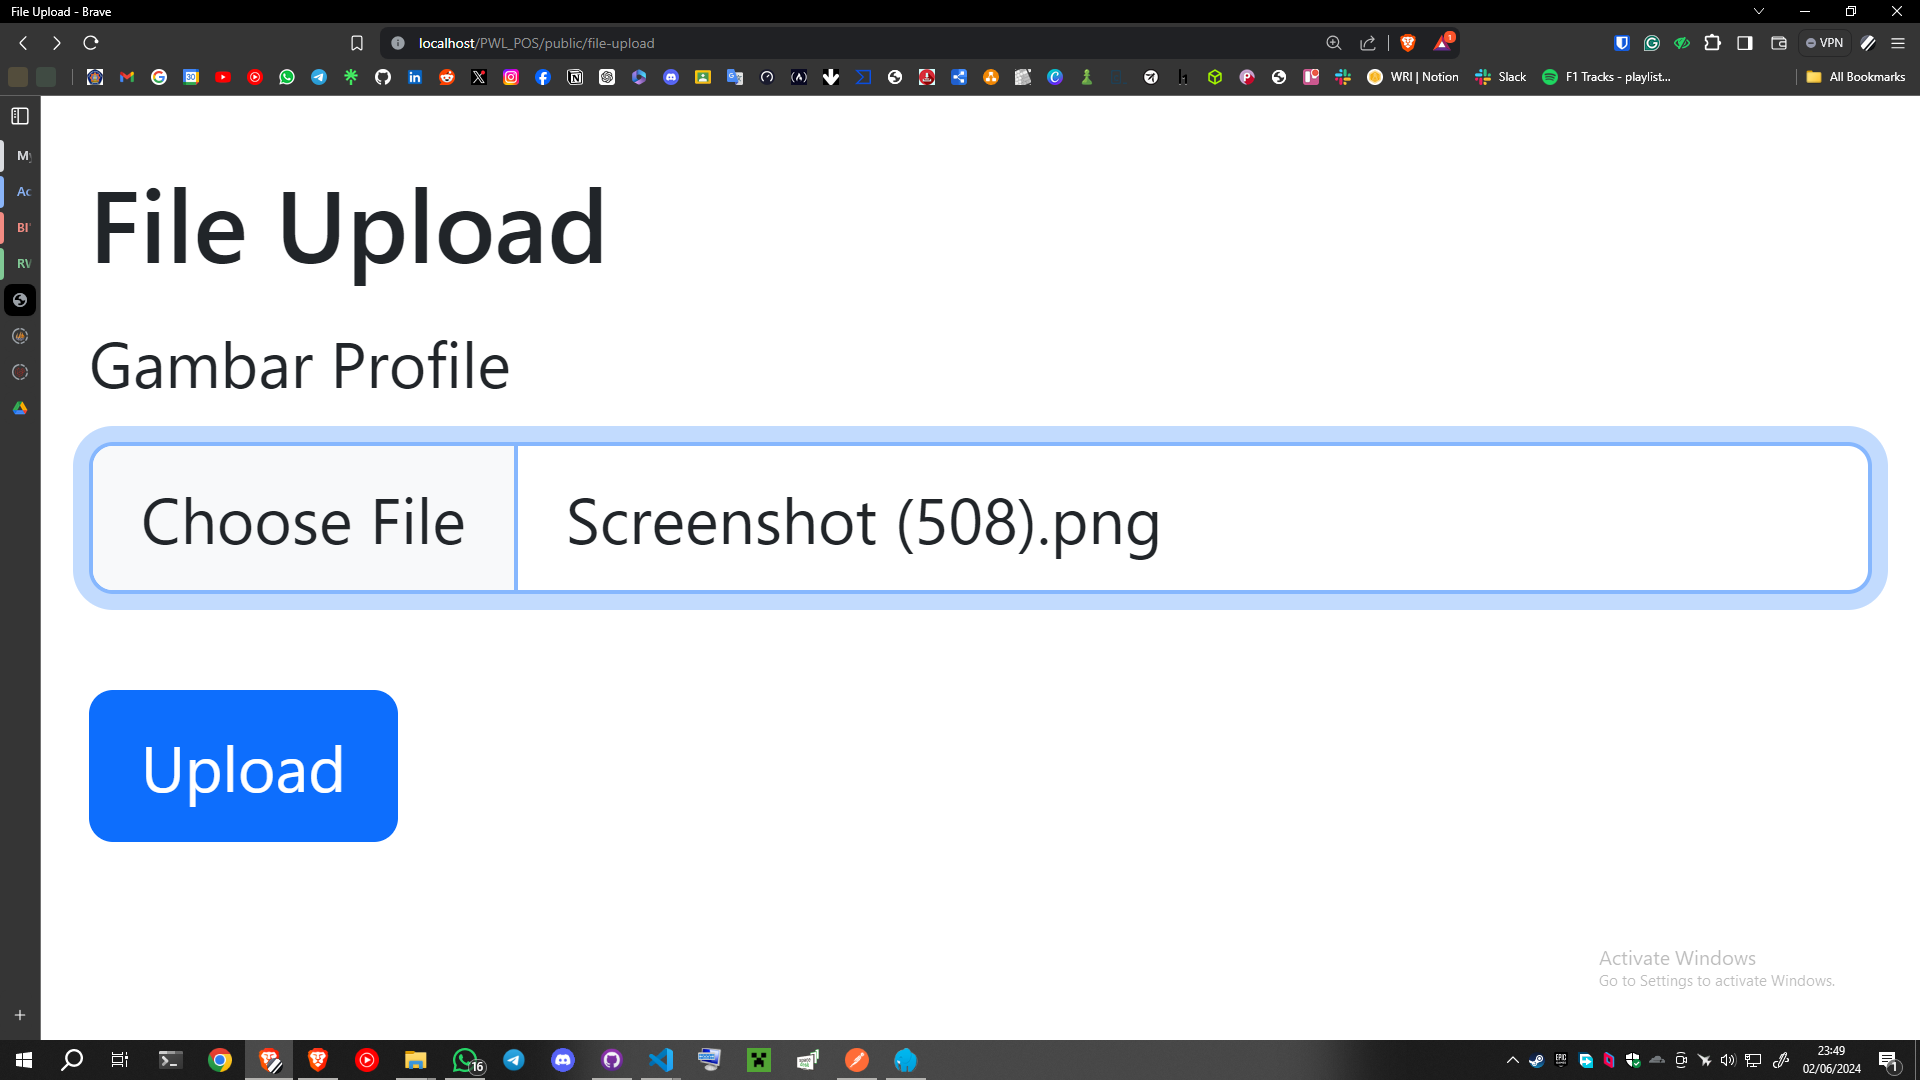 File Upload - Brave
localhost/PWL_POS/public/file-upload
1
VPN
WRI | Notion
Slack
F1 Tracks - playlist...
All Bookmarks
My
Ac
RV
File Upload
Gambar Profile
Choose File
Screenshot (508).png
Upload
Activate Windows
Go to Settings to activate Windows.
16
23:49
02/06/2024
1